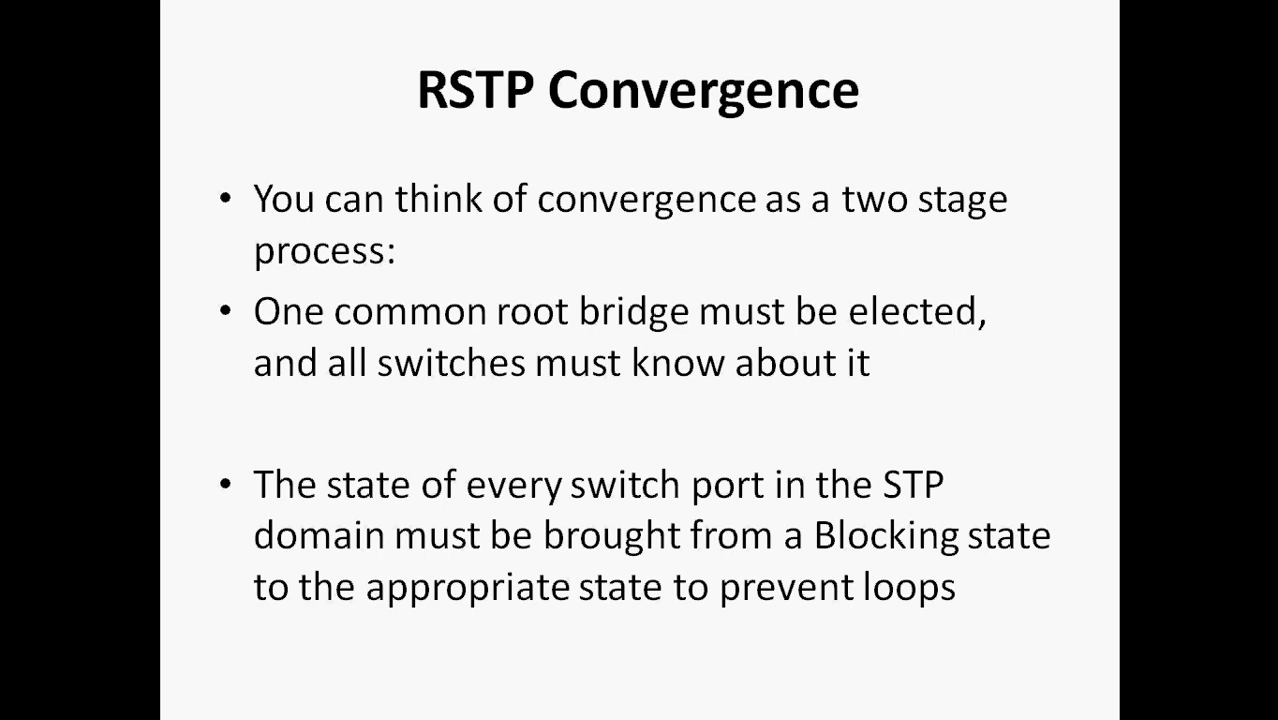 RSTP Convergence
• You can think of convergence as a two stage
process:
• One common root bridge must be elected,
and all switches must know about it
• The state of every switch port in the STP
domain must be brought from a Blocking state
to the appropriate state to prevent loops